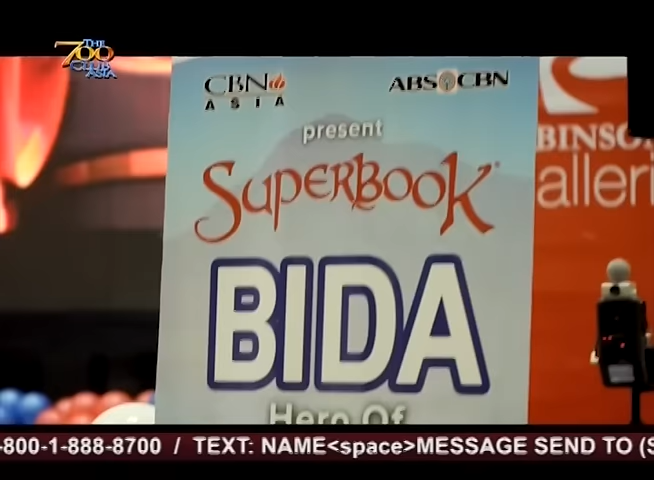 THE
700
CLUB
ASIA
CBN ABS CBN
ASIA
present
SUPERBOOK
BINSO
alleri
BIDA
Hero Of
-800-1-888-8700 / TEXT: NAME<space>MESSAGE SEND TO (S